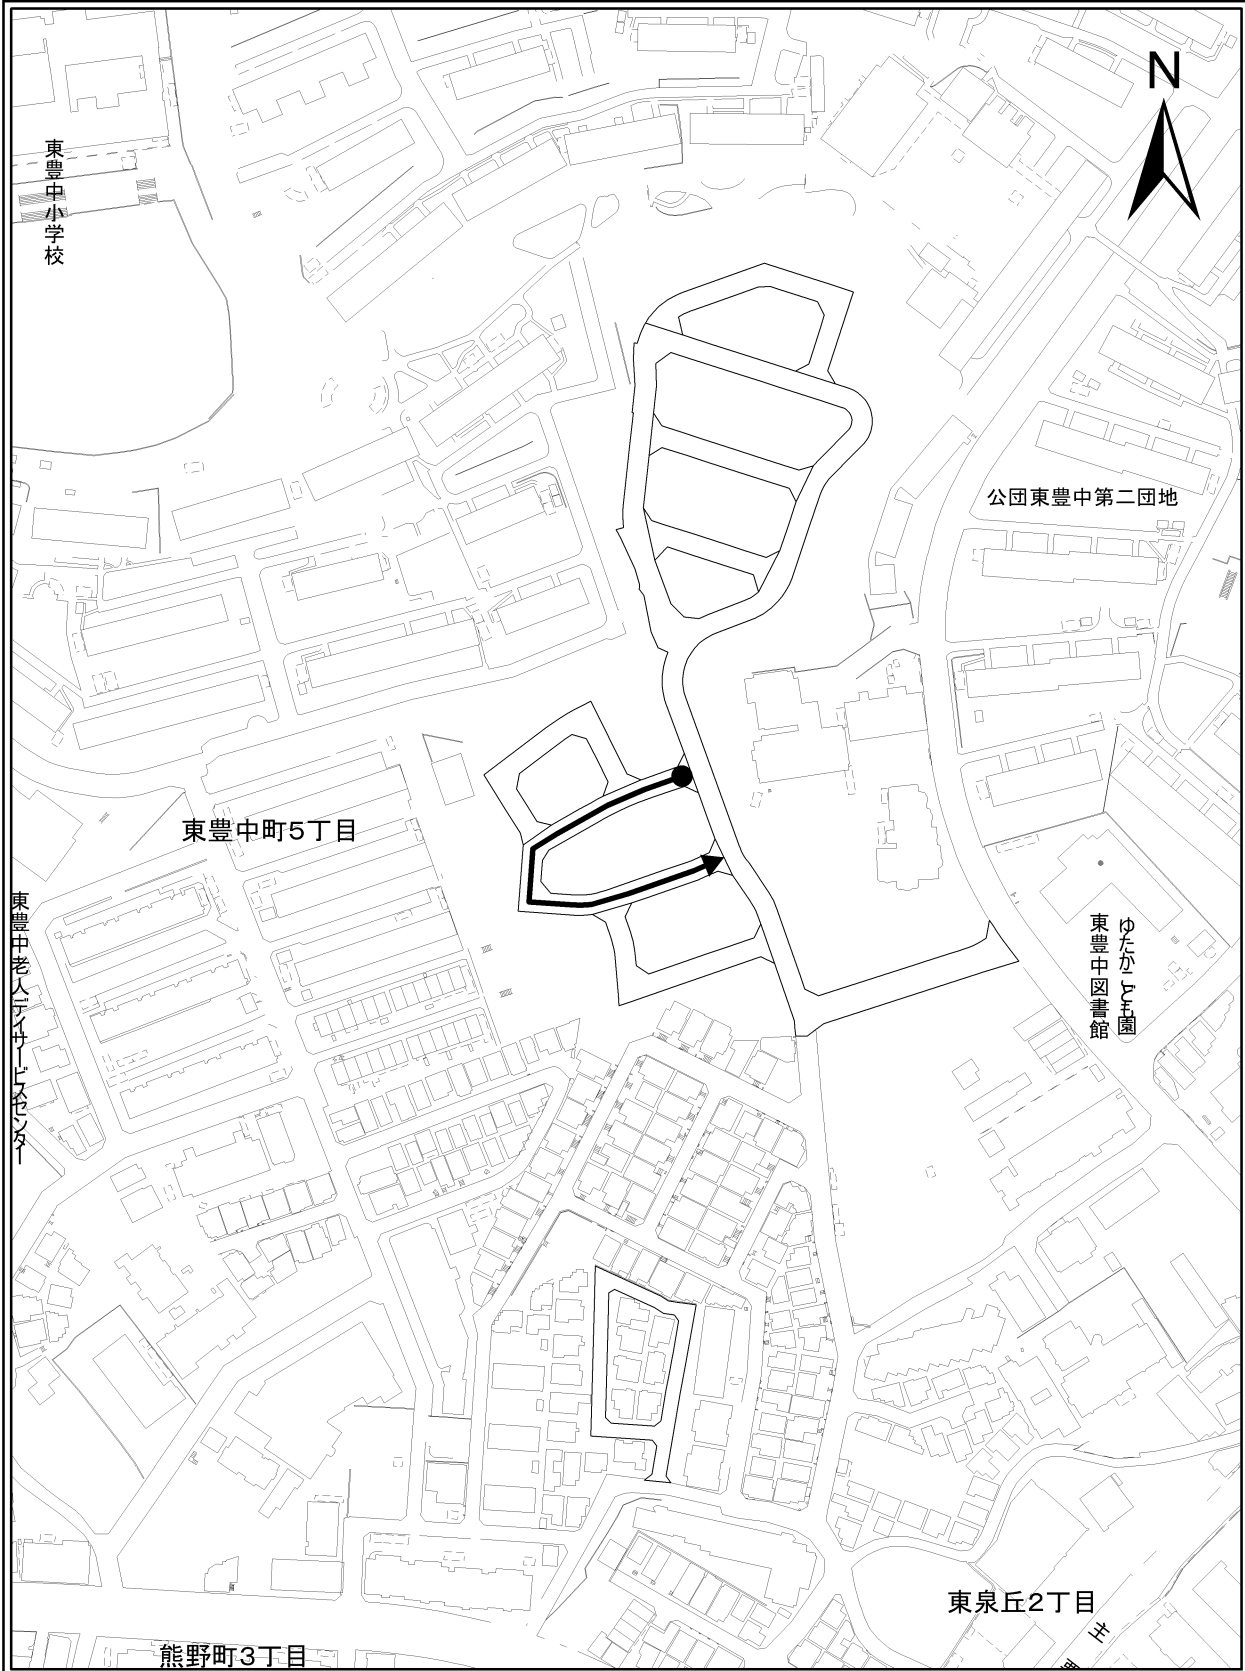 N
東豊中小学校
公団東豊中第二団地
東豊中町5丁目
東豊中老人デイサービスセンター
ゆたかこども園
東豊中図書館
東泉丘2丁目
主
熊野町3丁目